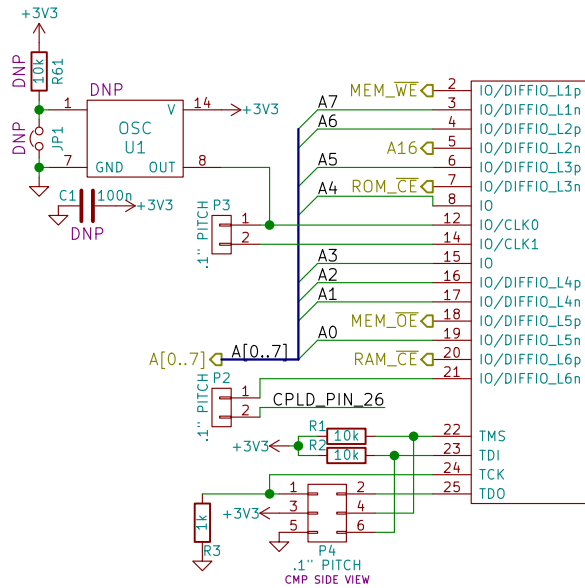 +3V3
DNP
10k
R61
DNP
1
V
14
+3V3
OSC
U1
DNP
JP1
7
GND
OUT
8
C1
100n
+3V3
DNP
P3
1
2
.1" PITCH
A[0..7]
A[0..7]
P2
1
2
.1" PITCH
CPLD_PIN_26
MEM_WE
2
IO/DIFFIO_L1p
A7
3
IO/DIFFIO_L1n
A6
4
IO/DIFFIO_L2p
A16
5
IO/DIFFIO_L2n
A5
6
IO/DIFFIO_L3p
ROM_CE
7
IO/DIFFIO_L3n
A4
8
IO
12
IO/CLK0
14
IO/CLK1
A3
15
IO
A2
16
IO/DIFFIO_L4p
A1
17
IO/DIFFIO_L4n
MEM_OE
18
IO/DIFFIO_L5p
A0
19
IO/DIFFIO_L5n
RAM_CE
20
IO/DIFFIO_L6p
21
IO/DIFFIO_L6n
R1
10k
22
TMS
+3V3
R2
10k
23
TDI
24
TCK
25
TDO
1k
R3
+3V3
1
2
3
4
5
6
P4
.1" PITCH
CMP SIDE VIEW